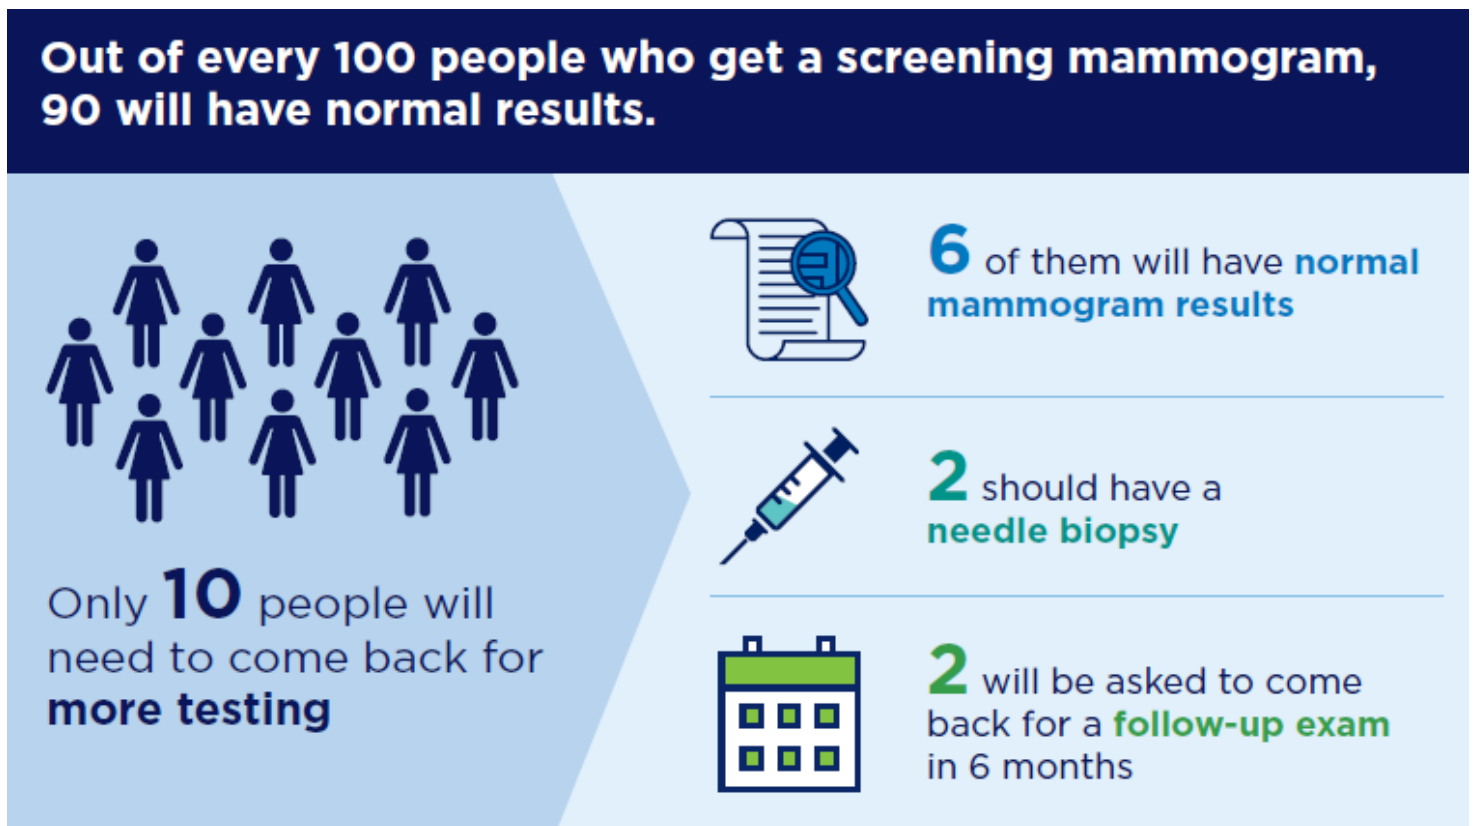 Out of every 100 people who get a screening mammogram,
90 will have normal results.
Only 10 people will
need to come back for
more testing
6 of them will have normal
mammogram results
2 should have a
needle biopsy
2 will be asked to come
back for a follow-up exam
in 6 months